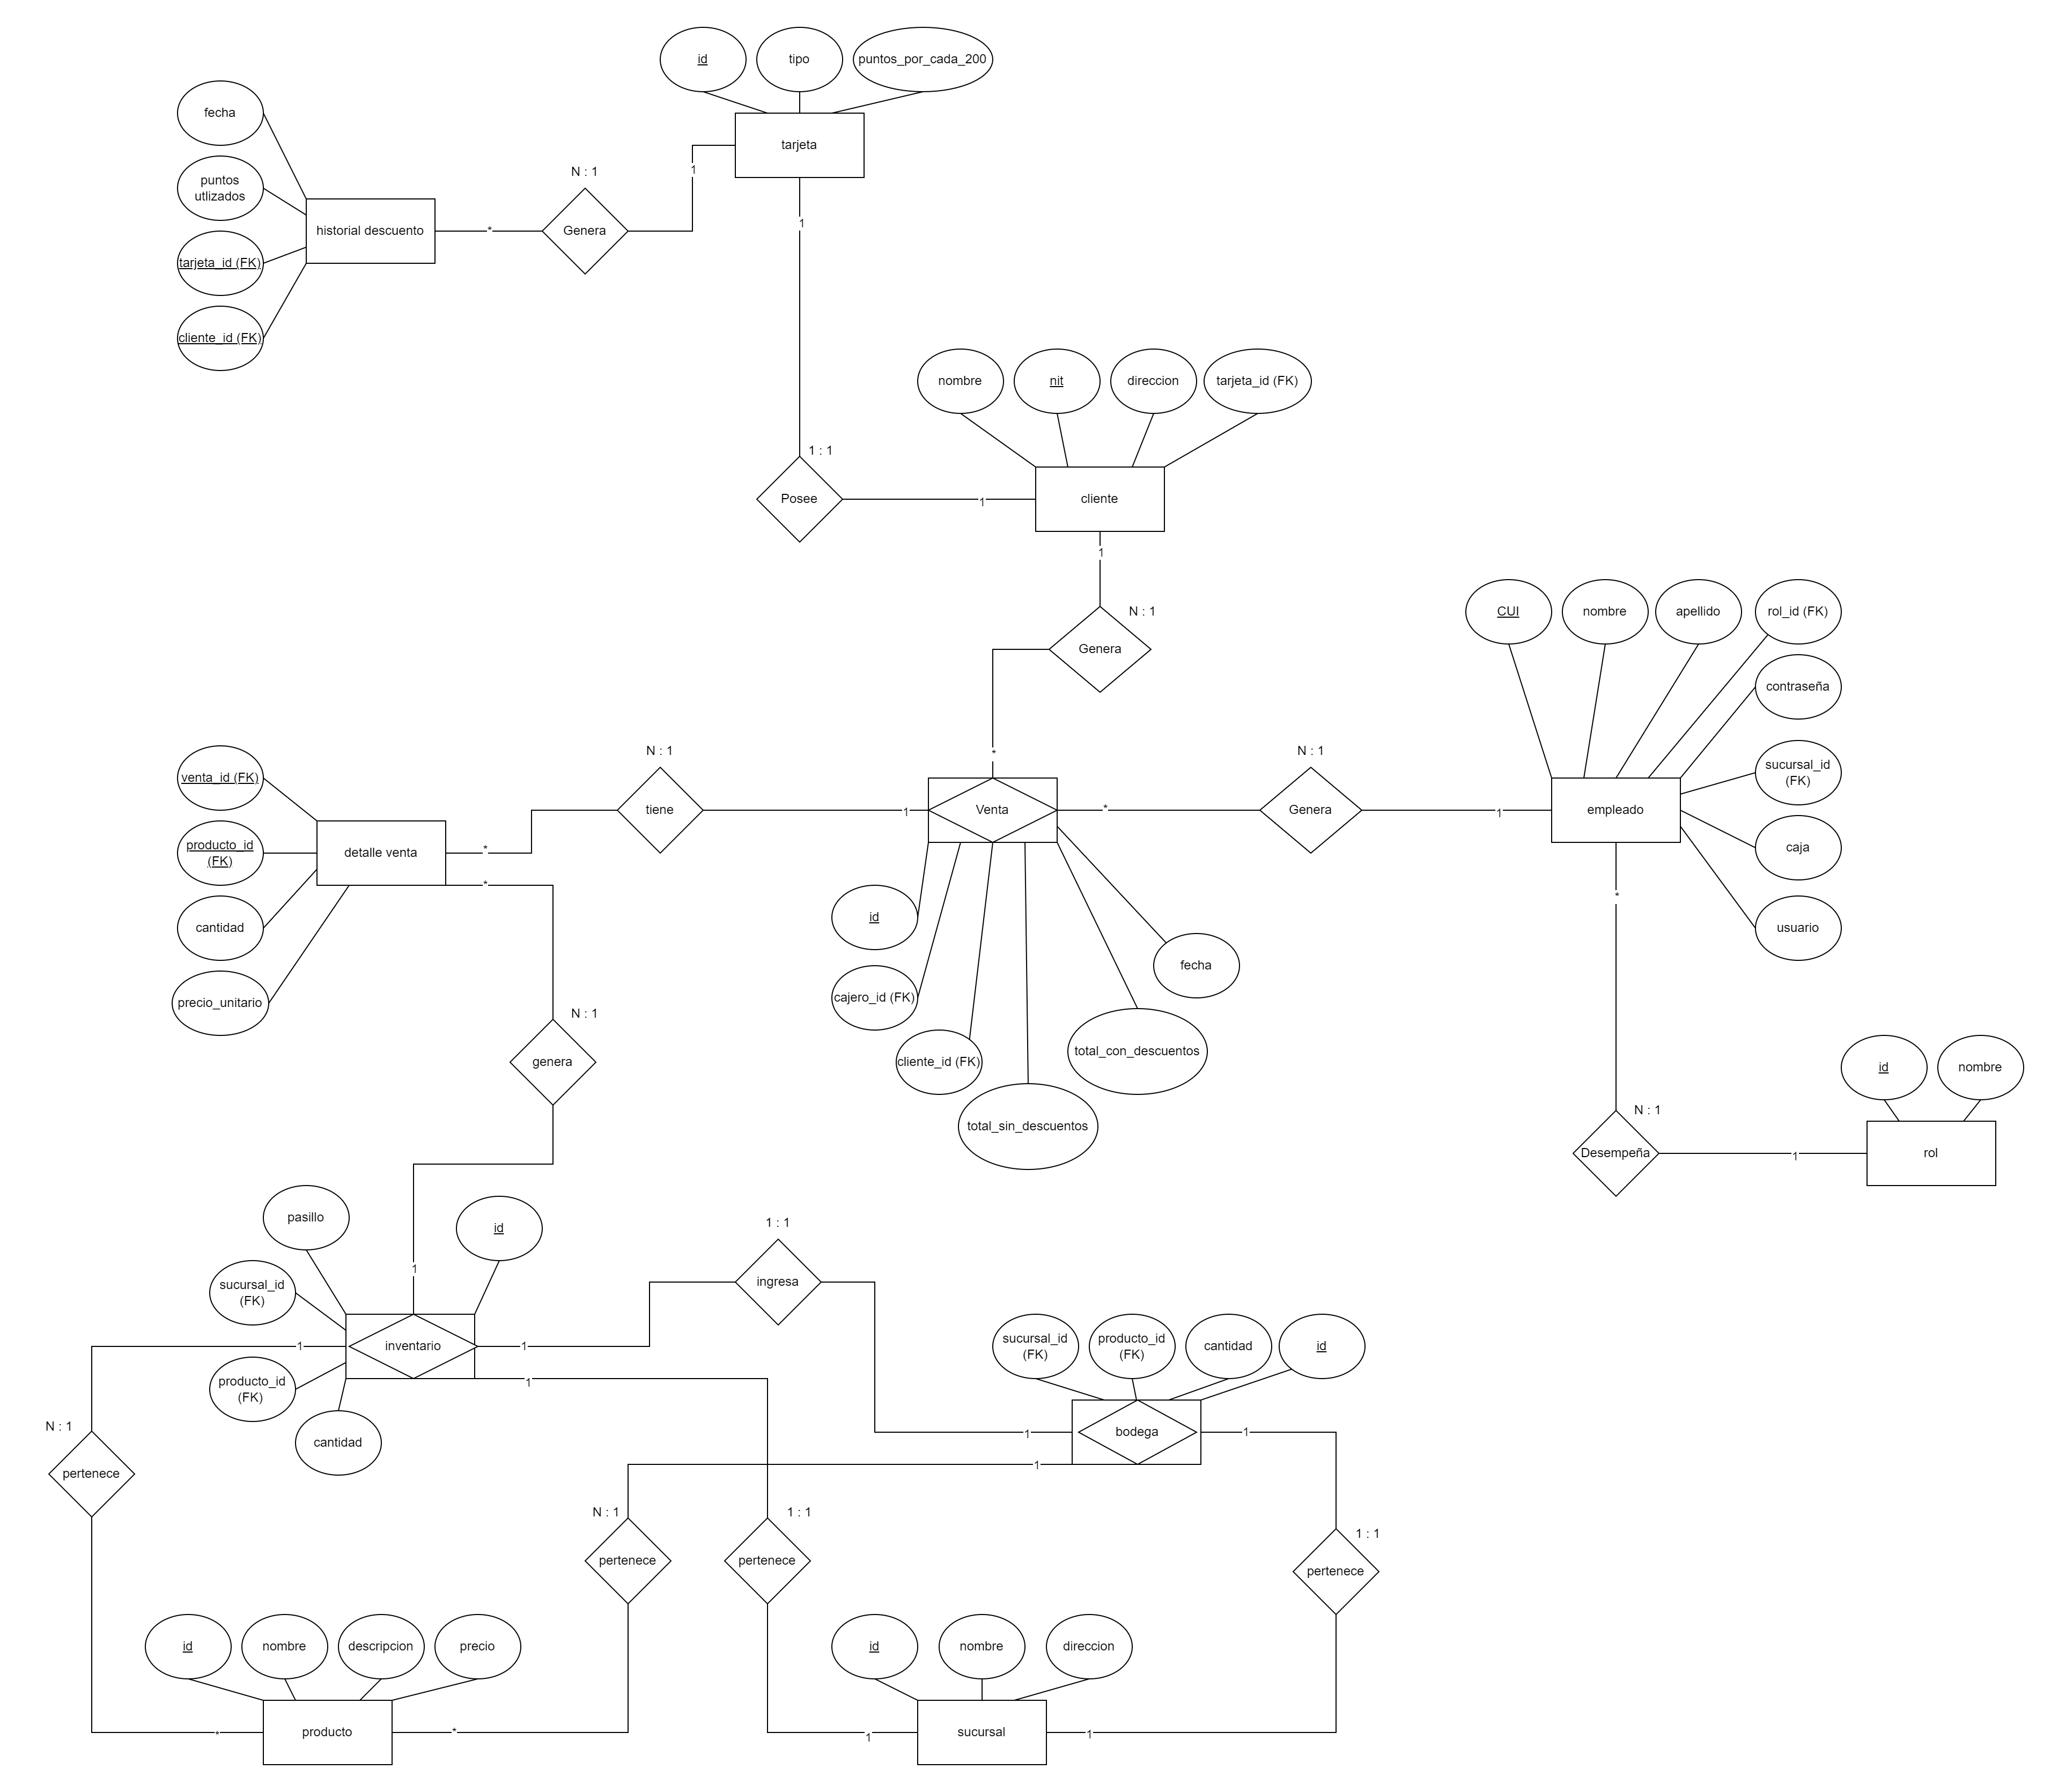 id
tipo
puntos_por_cada_200
fecha
tarjeta
N : 1
1
puntos
utlizados
1
historial descuento
*
Genera
tarjeta_id (FK)
cliente_id (FK)
nombre
nit
direccion
tarjeta_id (FK)
1 : 1
Posee
1
cliente
1
N : 1
Genera
CUI
nombre
apellido
rol_id (FK)
contraseña
*
N : 1
N : 1
venta_id (FK)
sucursal_id
(FK)
tiene
1
Venta
*
Genera
1
empleado
*
detalle venta
producto_id
(FK)
caja
*
*
cantidad
id
usuario
fecha
precio_unitario
cajero_id (FK)
N : 1
genera
cliente_id (FK)
total_con_descuentos
id
nombre
total_sin_descuentos
N : 1
Desempeña
1
rol
pasillo
id
1 : 1
1
ingresa
sucursal_id
(FK)
1
inventario
1
sucursal_id
(FK)
producto_id
(FK)
cantidad
id
producto_id
(FK)
1
cantidad
N : 1
1
bodega
1
1
pertenece
N : 1
1 : 1
1 : 1
pertenece
pertenece
pertenece
id
nombre
descripcion
precio
id
nombre
direccion
*
producto
*
1
sucursal
1